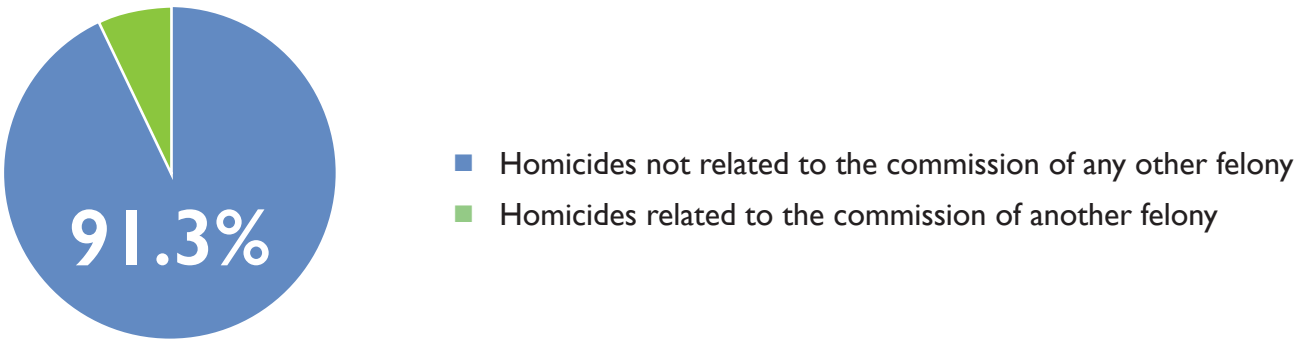 91.3%
Homicides not related to the commission of any other felony
Homicides related to the commission of another felony